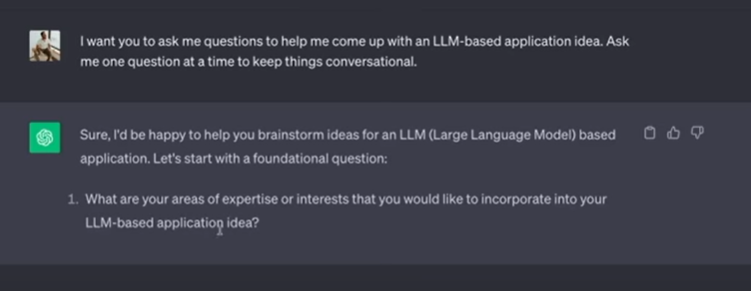 I want you to ask me questions to help me come up with an LLM-based application idea. Ask
me one question at a time to keep things conversational.
Sure, I'd be happy to help you brainstorm ideas for an LLM (Large Language Model) based
application. Let's start with a foundational question:
1. What are your areas of expertise or interests that you would like to incorporate into your
LLM-based application idea?